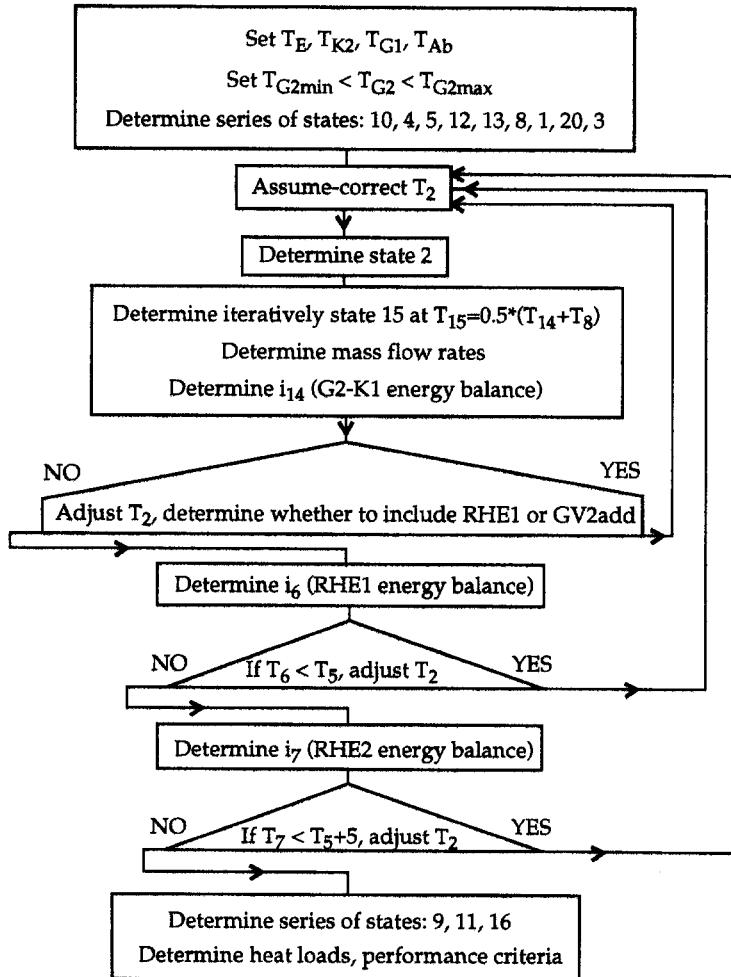 Set T_E, T_K2, T_G1, T_Ab
Set T_G2min < T_G2 < T_G2max
Determine series of states: 10, 4, 5, 12, 13, 8, 1, 20, 3
Assume-correct T_2
Determine state 2
Determine iteratively state 15 at T_15=0.5*(T_14+T_8)
Determine mass flow rates
Determine i_14 (G2-K1 energy balance)
NO
YES
Adjust T_2, determine whether to include RHE1 or GV2add
Determine i_6 (RHE1 energy balance)
NO
YES
If T_6 < T_5, adjust T_2
Determine i_7 (RHE2 energy balance)
NO
YES
If T_7 < T_5+5, adjust T_2
Determine series of states: 9, 11, 16
Determine heat loads, performance criteria